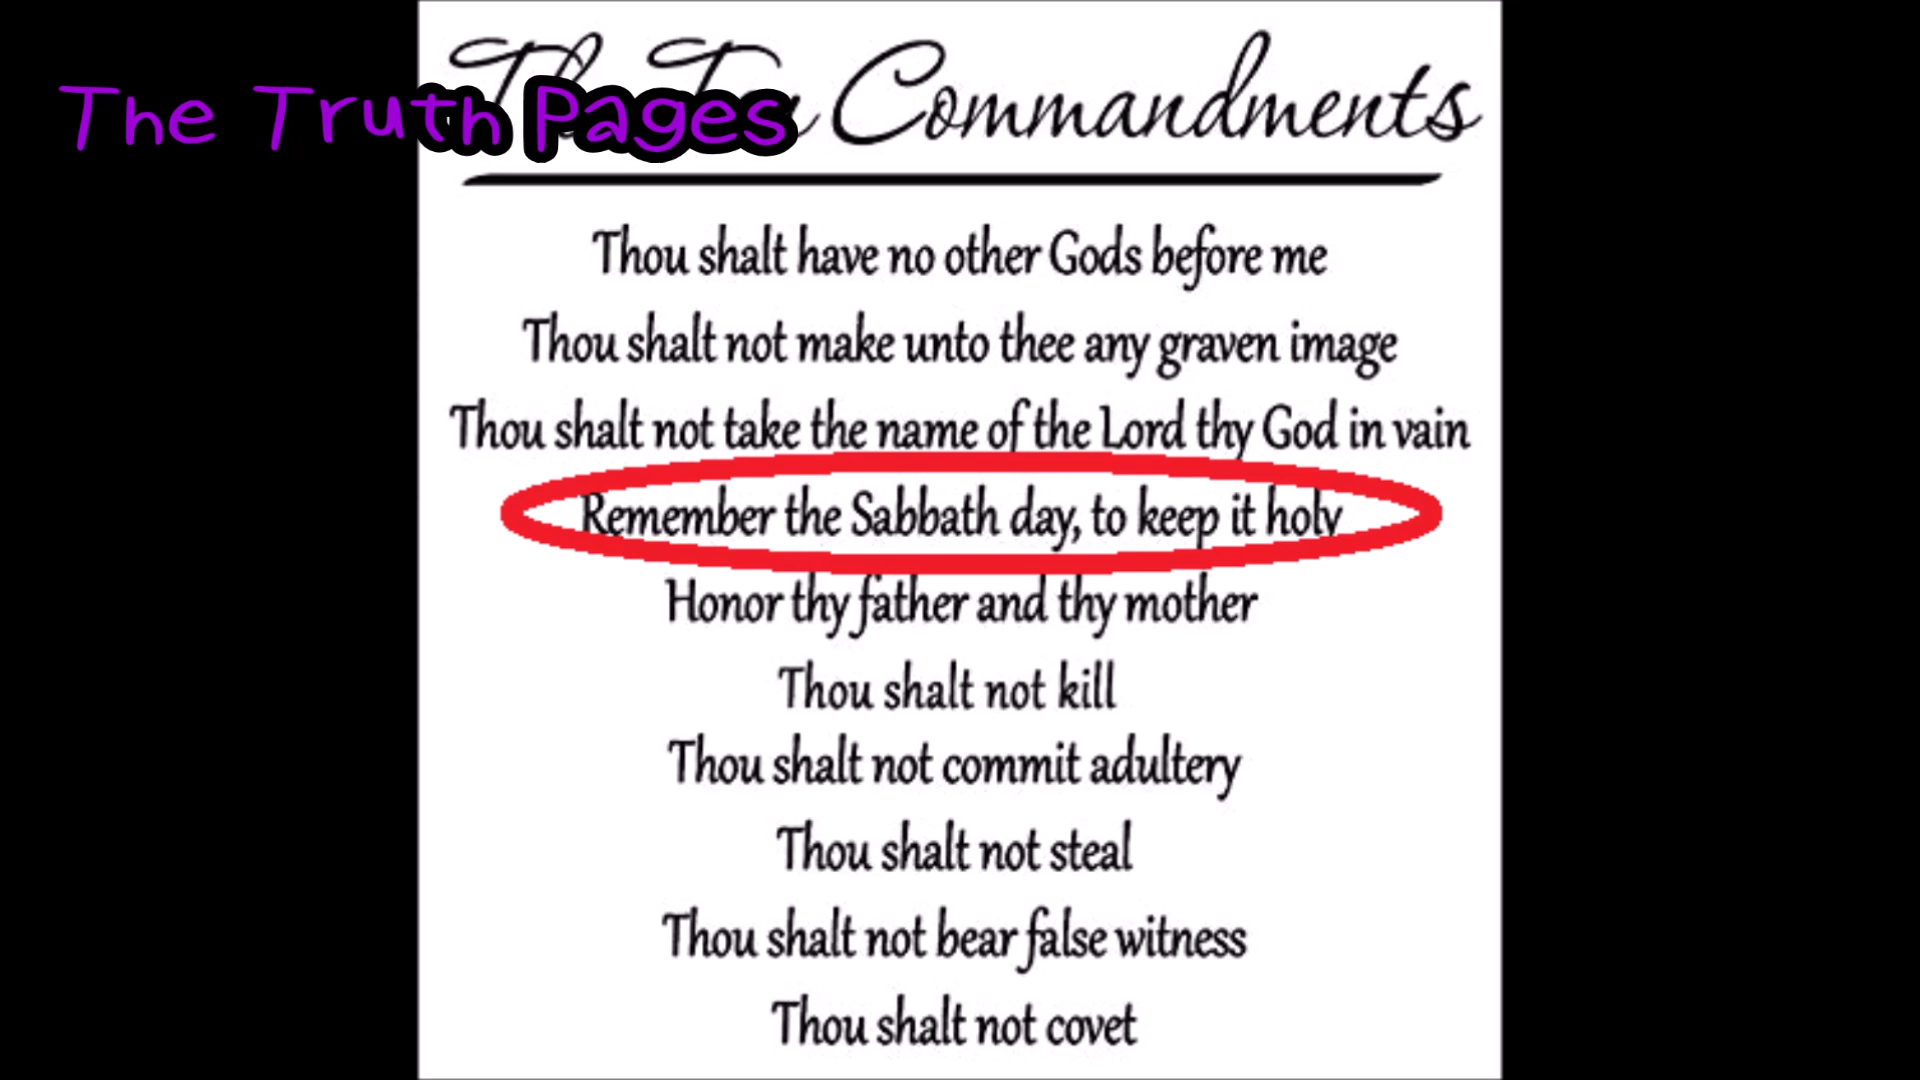 The Truth Pages
The Ten Commandments
Thou shalt have no other Gods before me
Thou shalt not make unto thee any graven image
Thou shalt not take the name of the Lord thy God in vain
Remember the Sabbath day, to keep it holy
Honor thy father and thy mother
Thou shalt not kill
Thou shalt not commit adultery
Thou shalt not steal
Thou shalt not bear false witness
Thou shalt not covet